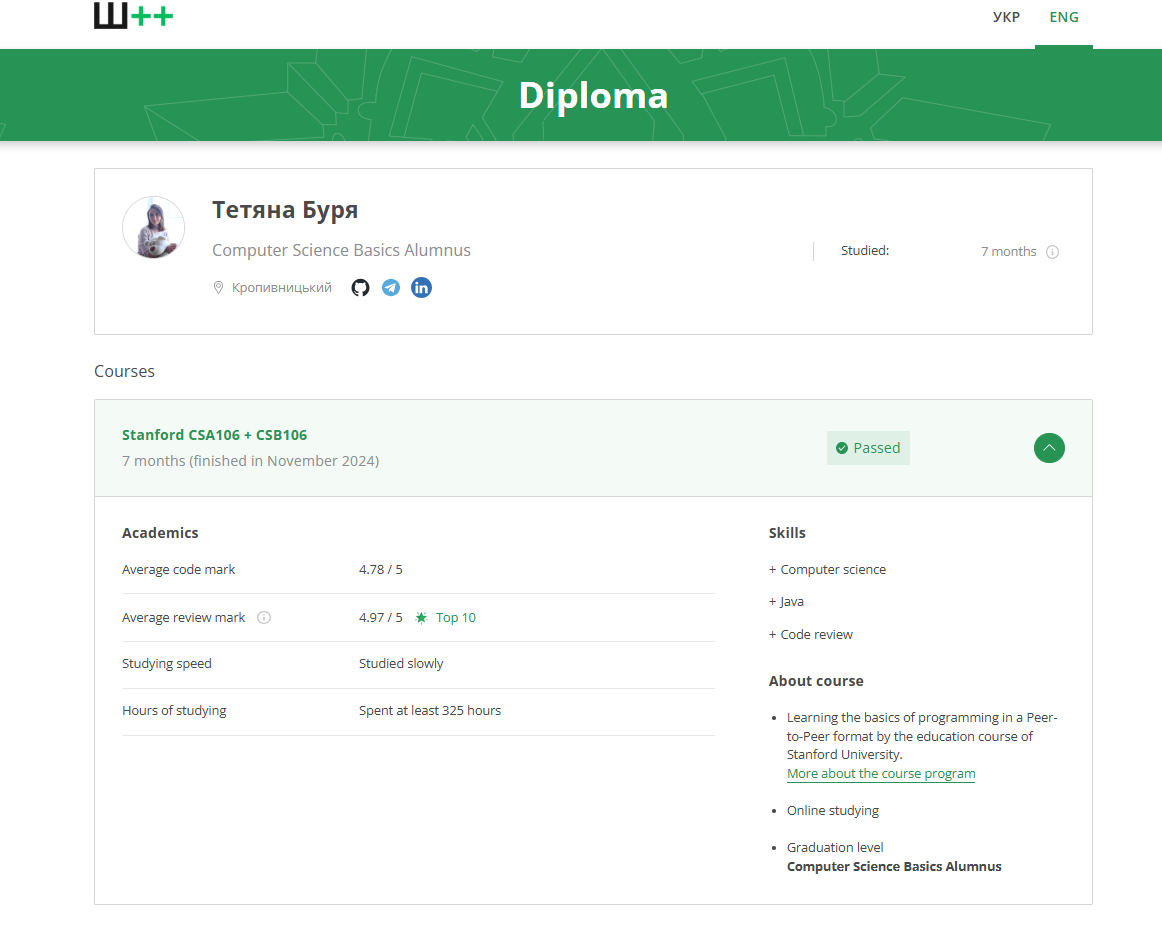 Ш++
УКР
ENG
Diploma
Тетяна Буря
Computer Science Basics Alumnus
Studied:
7 months
Кропивницький
Courses
Stanford CSA106 + CSB106
7 months (finished in November 2024)
Passed
Academics
Average code mark
4.78 / 5
Average review mark
4.97 / 5
Top 10
Studying speed
Studied slowly
Hours of studying
Spent at least 325 hours
Skills
+ Computer science
+ Java
+ Code review
About course
Learning the basics of programming in a Peer-
to-Peer format by the education course of
Stanford University.
More about the course program
Online studying
Graduation level
Computer Science Basics Alumnus